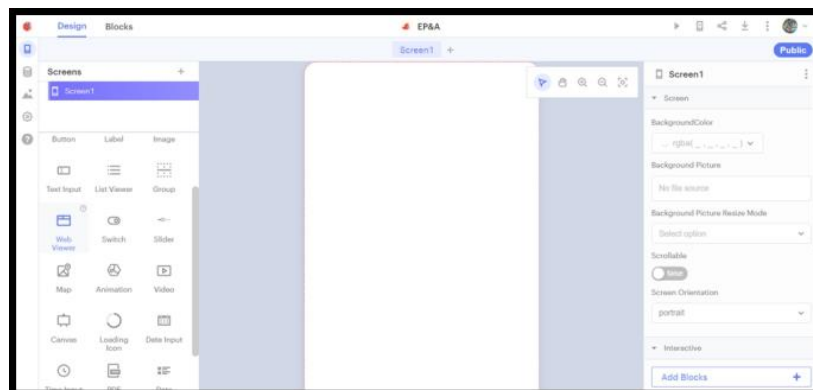 Design Blocks EP&A
Screen1 +
Public
Screens +
Screen1
Screen1
Screen
Button Label Image
BackgroundColor
rgba( _ , _ , _ , _ )
Text Input List Viewer Group
Background Picture
No file source
Web Viewer Switch Slider
Background Picture Resize Mode
Select option
Map Animation Video
Scrollable
false
Screen Orientation
portrait
Canvas Loading Icon Date Input
Interactive
Add Blocks +